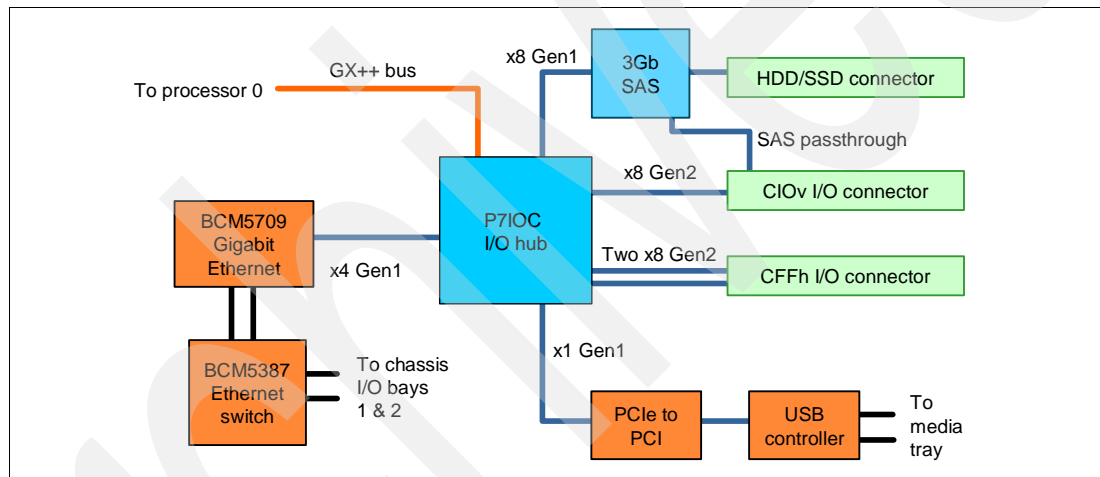 x8 Gen1
3Gb
SAS
HDD/SSD connector
GX++ bus
To processor 0
SAS passthrough
x8 Gen2
CIOv I/O connector
P7IOC
I/O hub
BCM5709
Gigabit
Ethernet
x4 Gen1
Two x8 Gen2
CFFh I/O connector
x1 Gen1
BCM5387
Ethernet
switch
To chassis
I/O bays
1 & 2
PCIe to
PCI
USB
controller
To
media
tray